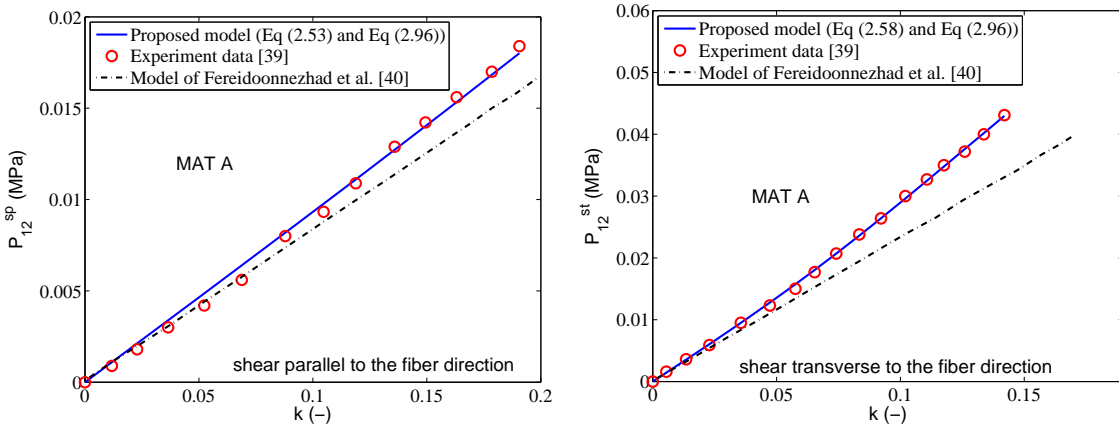 0.02
0.015
0.01
0.005
0
P12^sp (MPa)
Proposed model (Eq (2.53) and Eq (2.96))
Experiment data [39]
Model of Fereidoonnezhad et al. [40]
MAT A
shear parallel to the fiber direction
0 0.05 0.1 0.15 0.2
k (–)
0.06
0.05
0.04
0.03
0.02
0.01
0
P12^st (MPa)
Proposed model (Eq (2.58) and Eq (2.96))
Experiment data [39]
Model of Fereidoonnezhad et al. [40]
MAT A
shear transverse to the fiber direction
0 0.05 0.1 0.15
k (–)